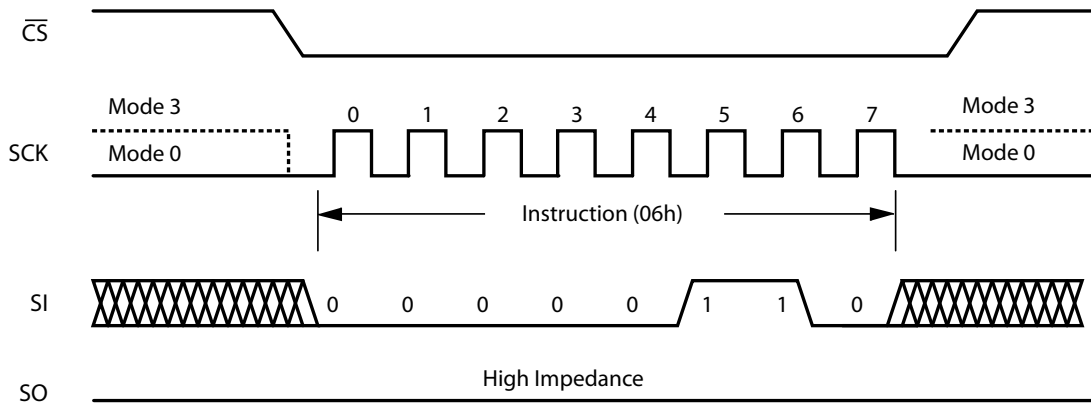 CS
Mode 3
0 1 2 3 4 5 6 7
Mode 3
SCK
Mode 0
Mode 0
Instruction (06h)
SI
0 0 0 0 0 1 1 0
High Impedance
SO